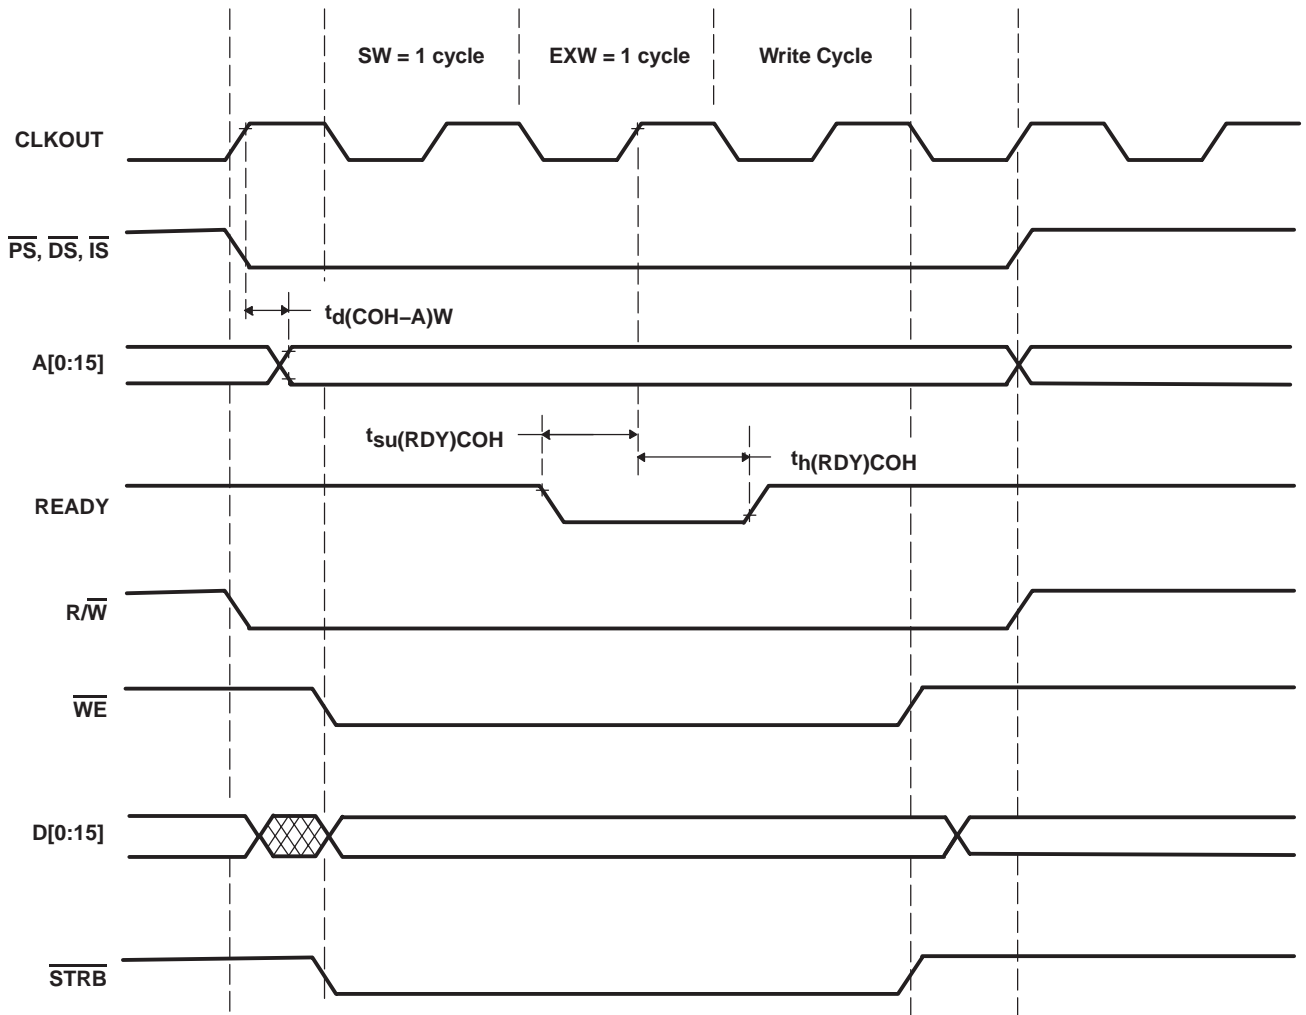 SW = 1 cycle EXW = 1 cycle Write Cycle
CLKOUT
PS, DS, IS
td(COH–A)W
A[0:15]
tsu(RDY)COH
th(RDY)COH
READY
R/W
WE
D[0:15]
STRB